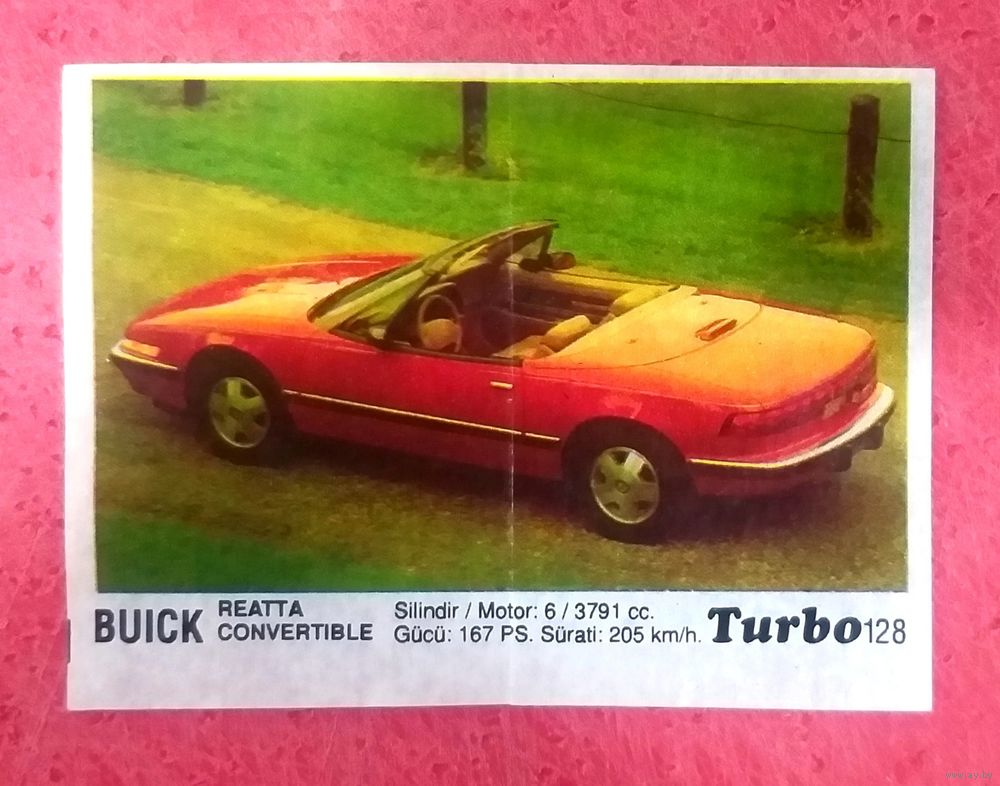 BUICK
REATTA
CONVERTIBLE
Silindir / Motor: 6 / 3791 cc.
Gücü: 167 PS. Sürati: 205 km/h.
Turbo 128